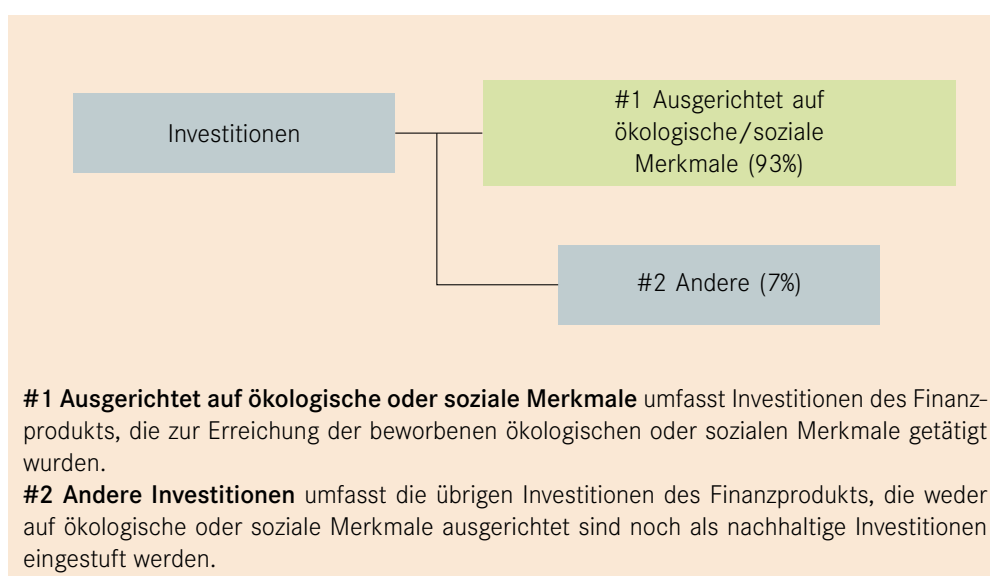 Investitionen
#1 Ausgerichtet auf
ökologische/soziale
Merkmale (93%)
#2 Andere (7%)
#1 Ausgerichtet auf ökologische oder soziale Merkmale umfasst Investitionen des Finanz-
produkts, die zur Erreichung der beworbenen ökologischen oder sozialen Merkmale getätigt
wurden.
#2 Andere Investitionen umfasst die übrigen Investitionen des Finanzprodukts, die weder
auf ökologische oder soziale Merkmale ausgerichtet sind noch als nachhaltige Investitionen
eingestuft werden.